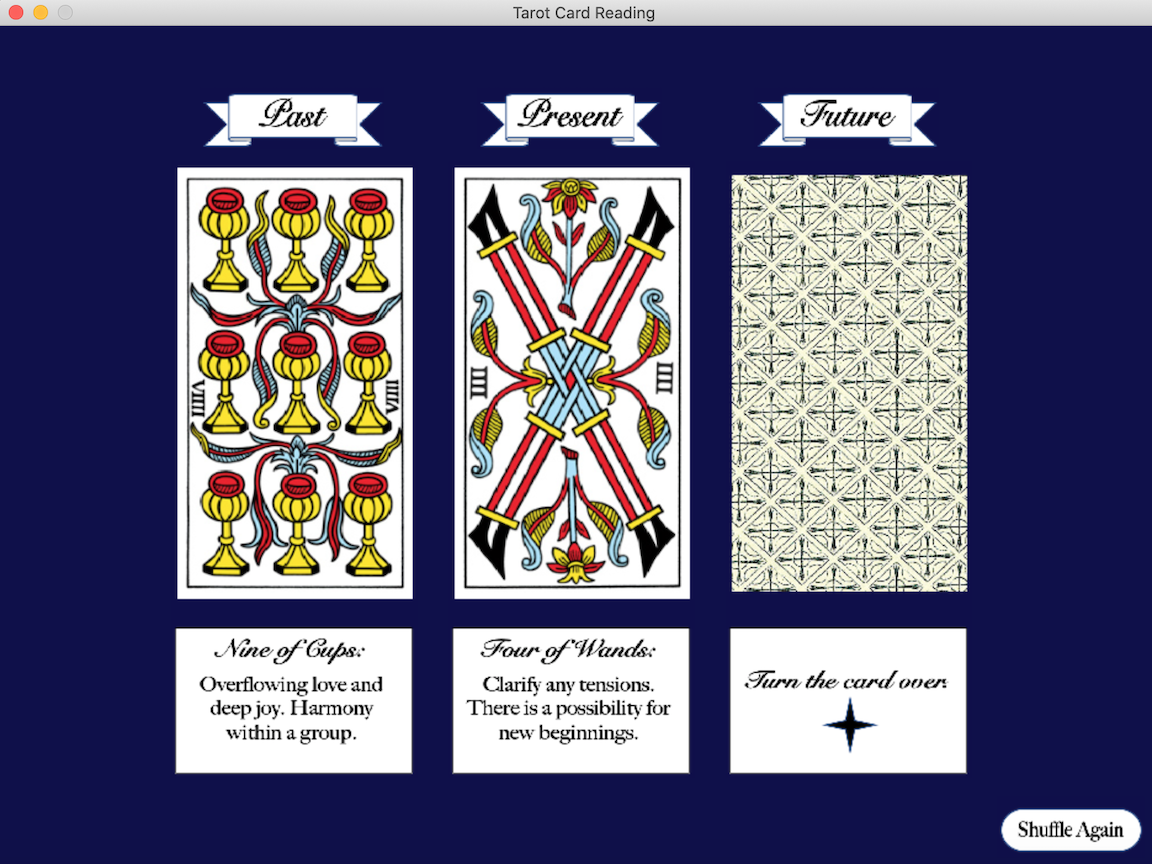 Tarot Card Reading
Past
Present
Future
VIIII
VIIII
IIII
IIII
Nine of Cups:
Overflowing love and
deep joy. Harmony
within a group.
Four of Wands:
Clarify any tensions.
There is a possibility for
new beginnings.
Turn the card over.
Shuffle Again